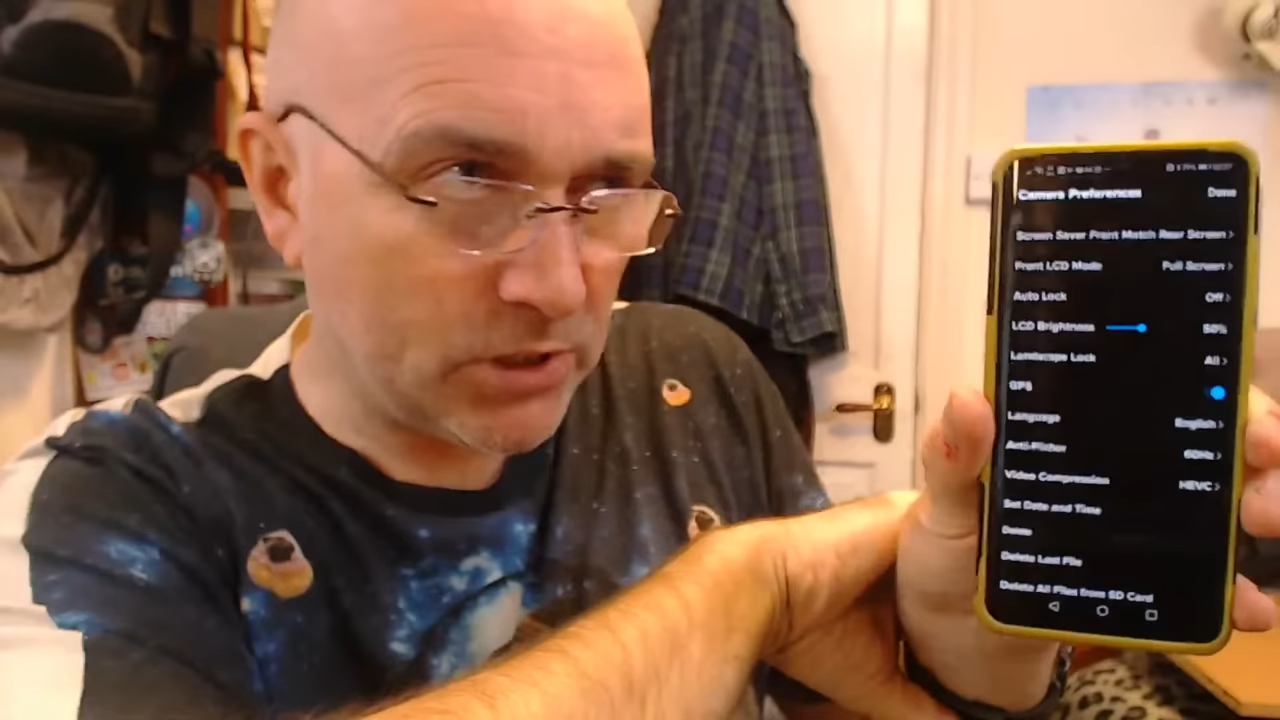 Camera Preferences Done
Screen Saver Front Match Rear Screen >
Front LCD Mode Full Screen >
Auto Lock Off >
LCD Brightness 50%
Landscape Lock All >
GPS
Language English >
Anti-Flicker 60Hz >
Video Compression HEVC >
Set Date and Time
Delete
Delete Last File
Delete All Files from SD Card